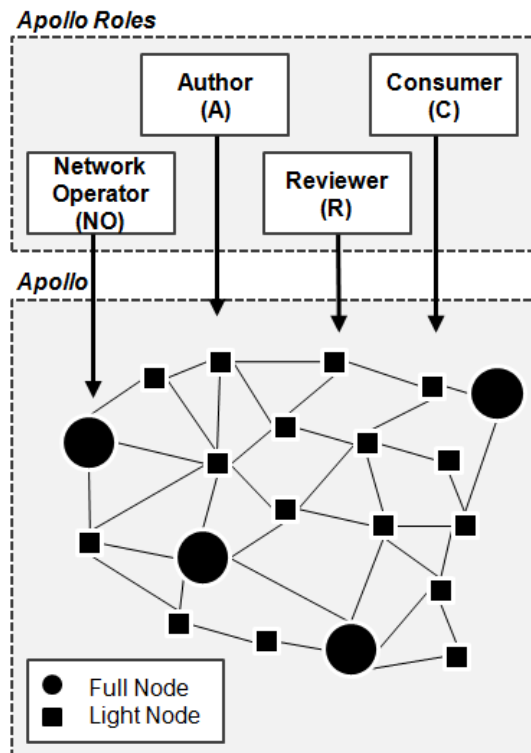 Apollo Roles
Author
(A)
Consumer
(C)
Network
Operator
(NO)
Reviewer
(R)
Apollo
Full Node
Light Node